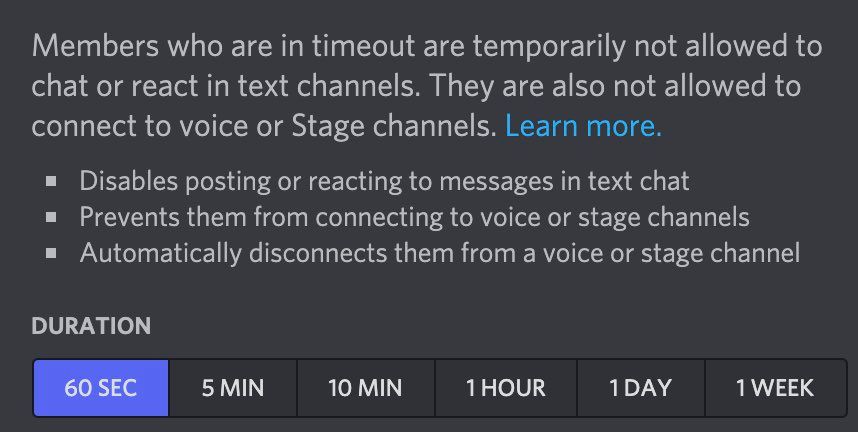 Members who are in timeout are temporarily not allowed to
chat or react in text channels. They are also not allowed to
connect to voice or Stage channels. Learn more.
▪ Disables posting or reacting to messages in text chat
▪ Prevents them from connecting to voice or stage channels
▪ Automatically disconnects them from a voice or stage channel
DURATION
60 SEC 5 MIN 10 MIN 1 HOUR 1 DAY 1 WEEK